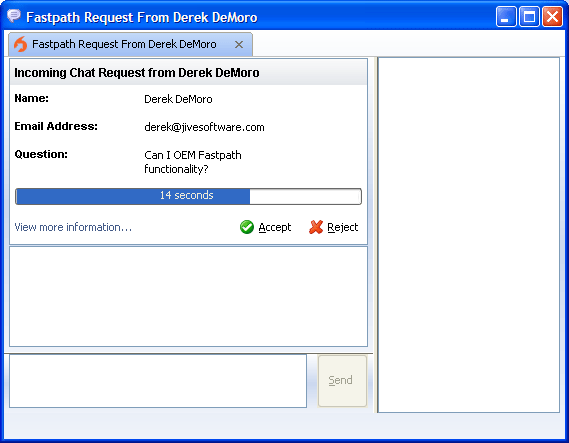 Fastpath Request From Derek DeMoro
Fastpath Request From Derek DeMoro
Incoming Chat Request from Derek DeMoro
Name: Derek DeMoro
Email Address: derek@jivesoftware.com
Question: Can I OEM Fastpath
functionality?
14 seconds
View more information... Accept Reject
Send